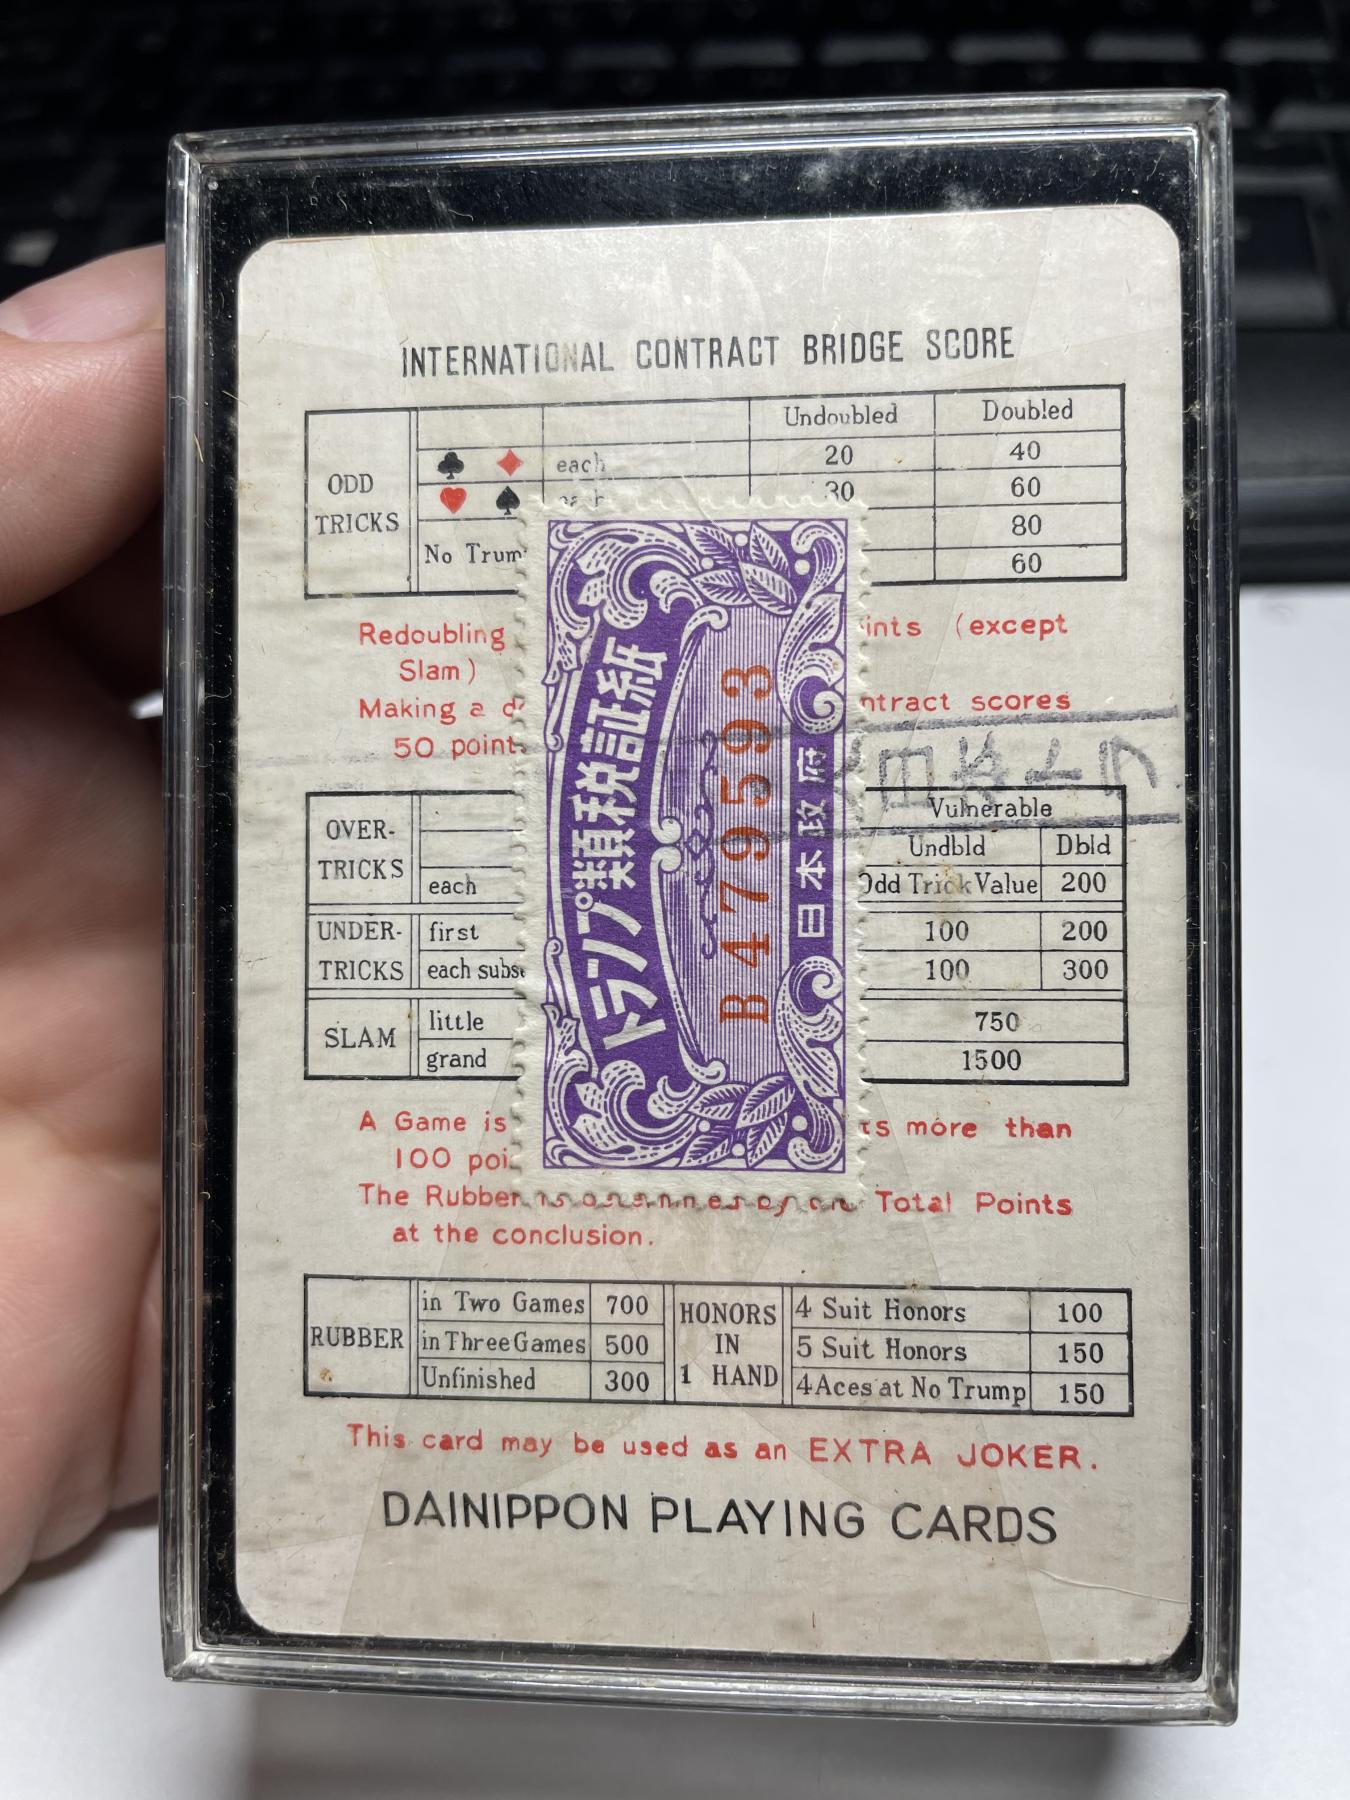 INTERNATIONAL CONTRACT BRIDGE SCORE
Undoubled Doubled
ODD TRICKS
each 20 40
each 30 60
80
No Trum 60
Redoubling ints (except
Slam)
Making a d ntract scores
50 point
OVER-TRICKS
Vulnerable
Undbld Dbld
each Odd Trick Value 200
UNDER-TRICKS
first 100 200
each subse 100 300
SLAM
little 750
grand 1500
トランプ類税証紙
B479593
日本政府
A Game is ts more than
100 poi
The Rubber Total Points
at the conclusion.
RUBBER
in Two Games 700
in Three Games 500
Unfinished 300
HONORS IN 1 HAND
4 Suit Honors 100
5 Suit Honors 150
4 Aces at No Trump 150
This card may be used as an EXTRA JOKER.
DAINIPPON PLAYING CARDS